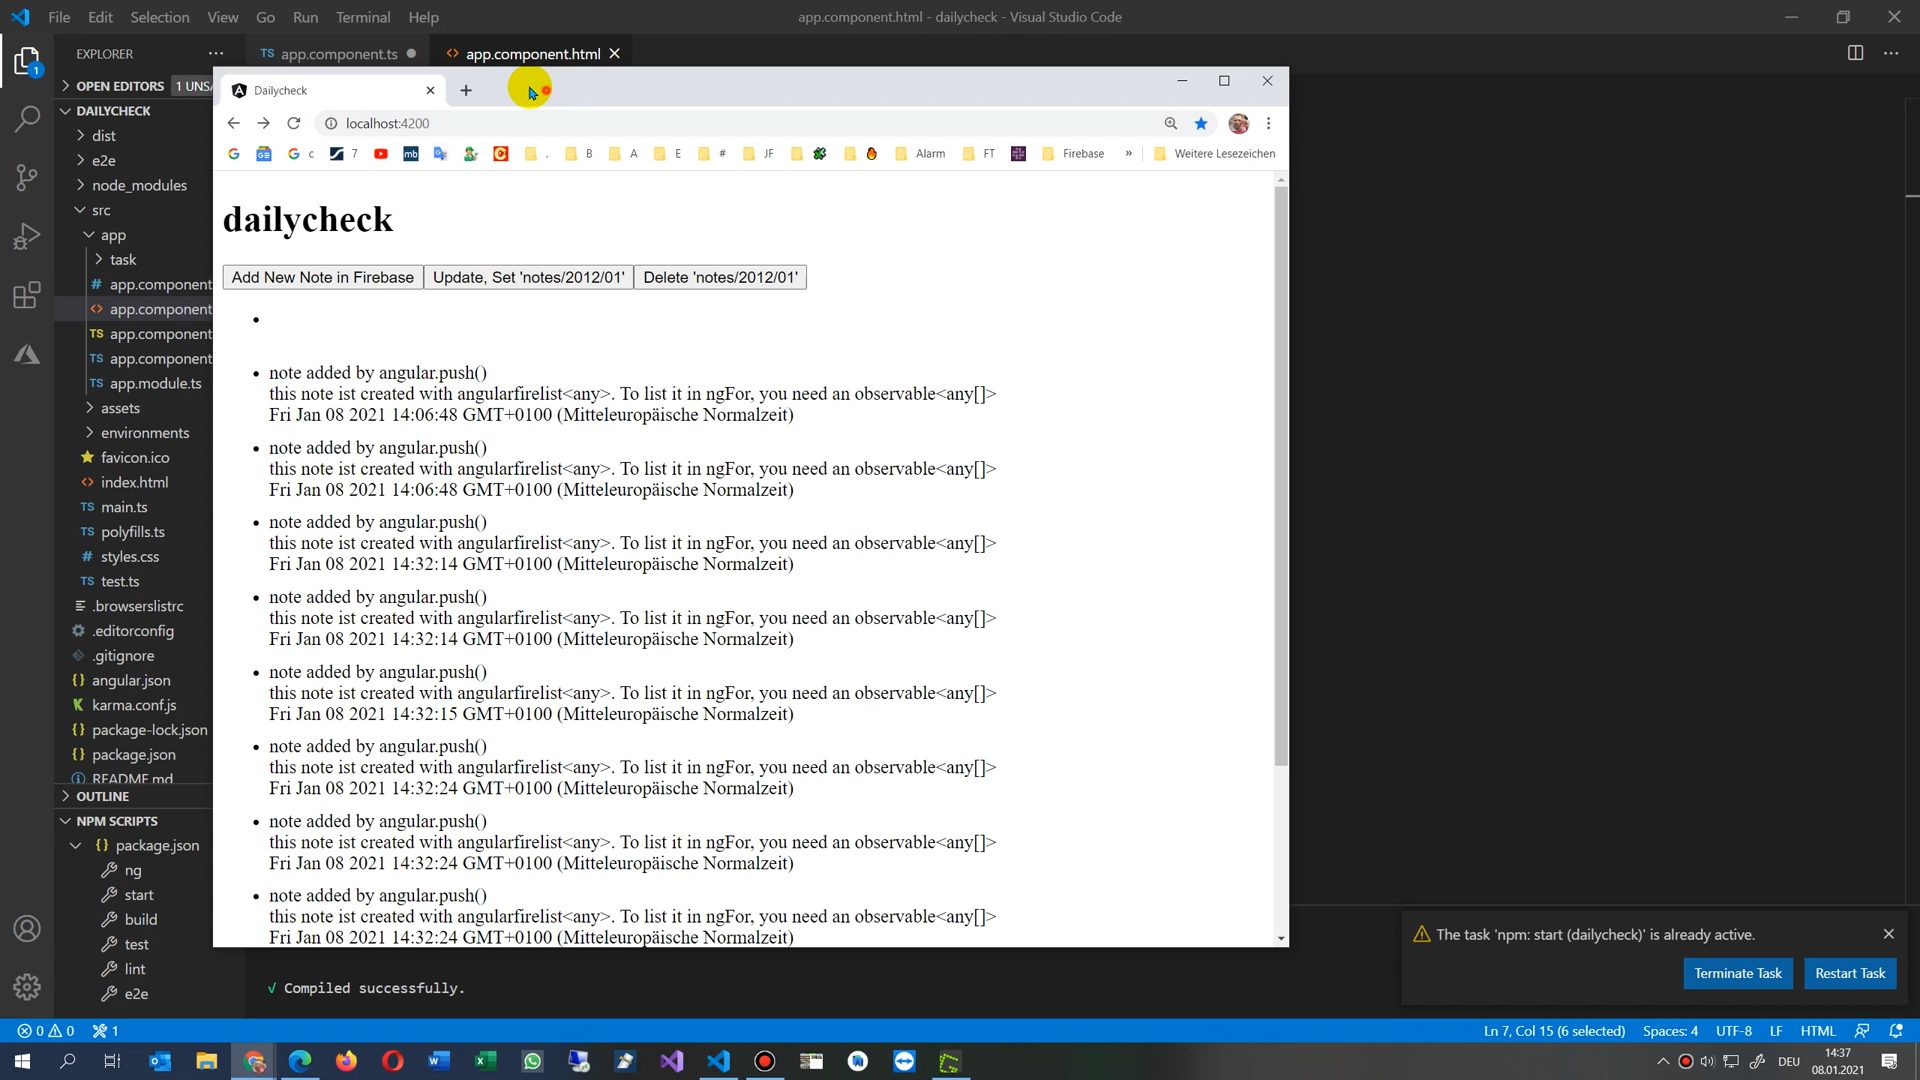 File Edit Selection View Go Run Terminal Help
app.component.html - dailycheck - Visual Studio Code
EXPLORER
app.component.ts
app.component.html
OPEN EDITORS 1 UNSA
DAILYCHECK
dist
e2e
node_modules
src
app
task
app.component
app.component
app.component
app.component
app.module.ts
assets
environments
favicon.ico
index.html
main.ts
polyfills.ts
styles.css
test.ts
.browserslistrc
.editorconfig
.gitignore
angular.json
karma.conf.js
package-lock.json
package.json
README.md
OUTLINE
NPM SCRIPTS
package.json
ng
start
build
test
lint
e2e
Dailycheck
localhost:4200
c 7 mb . B A E # JF Alarm FT Firebase » Weitere Lesezeichen
dailycheck
Add New Note in Firebase Update, Set 'notes/2012/01' Delete 'notes/2012/01'
note added by angular.push()
this note ist created with angularfirelist<any>. To list it in ngFor, you need an observable<any[]>
Fri Jan 08 2021 14:06:48 GMT+0100 (Mitteleuropäische Normalzeit)
note added by angular.push()
this note ist created with angularfirelist<any>. To list it in ngFor, you need an observable<any[]>
Fri Jan 08 2021 14:06:48 GMT+0100 (Mitteleuropäische Normalzeit)
note added by angular.push()
this note ist created with angularfirelist<any>. To list it in ngFor, you need an observable<any[]>
Fri Jan 08 2021 14:32:14 GMT+0100 (Mitteleuropäische Normalzeit)
note added by angular.push()
this note ist created with angularfirelist<any>. To list it in ngFor, you need an observable<any[]>
Fri Jan 08 2021 14:32:14 GMT+0100 (Mitteleuropäische Normalzeit)
note added by angular.push()
this note ist created with angularfirelist<any>. To list it in ngFor, you need an observable<any[]>
Fri Jan 08 2021 14:32:15 GMT+0100 (Mitteleuropäische Normalzeit)
note added by angular.push()
this note ist created with angularfirelist<any>. To list it in ngFor, you need an observable<any[]>
Fri Jan 08 2021 14:32:24 GMT+0100 (Mitteleuropäische Normalzeit)
note added by angular.push()
this note ist created with angularfirelist<any>. To list it in ngFor, you need an observable<any[]>
Fri Jan 08 2021 14:32:24 GMT+0100 (Mitteleuropäische Normalzeit)
note added by angular.push()
this note ist created with angularfirelist<any>. To list it in ngFor, you need an observable<any[]>
Fri Jan 08 2021 14:32:24 GMT+0100 (Mitteleuropäische Normalzeit)
√ Compiled successfully.
The task 'npm: start (dailycheck)' is already active.
Terminate Task Restart Task
0 0 1
Ln 7, Col 15 (6 selected) Spaces: 4 UTF-8 LF HTML
DEU
14:37
08.01.2021